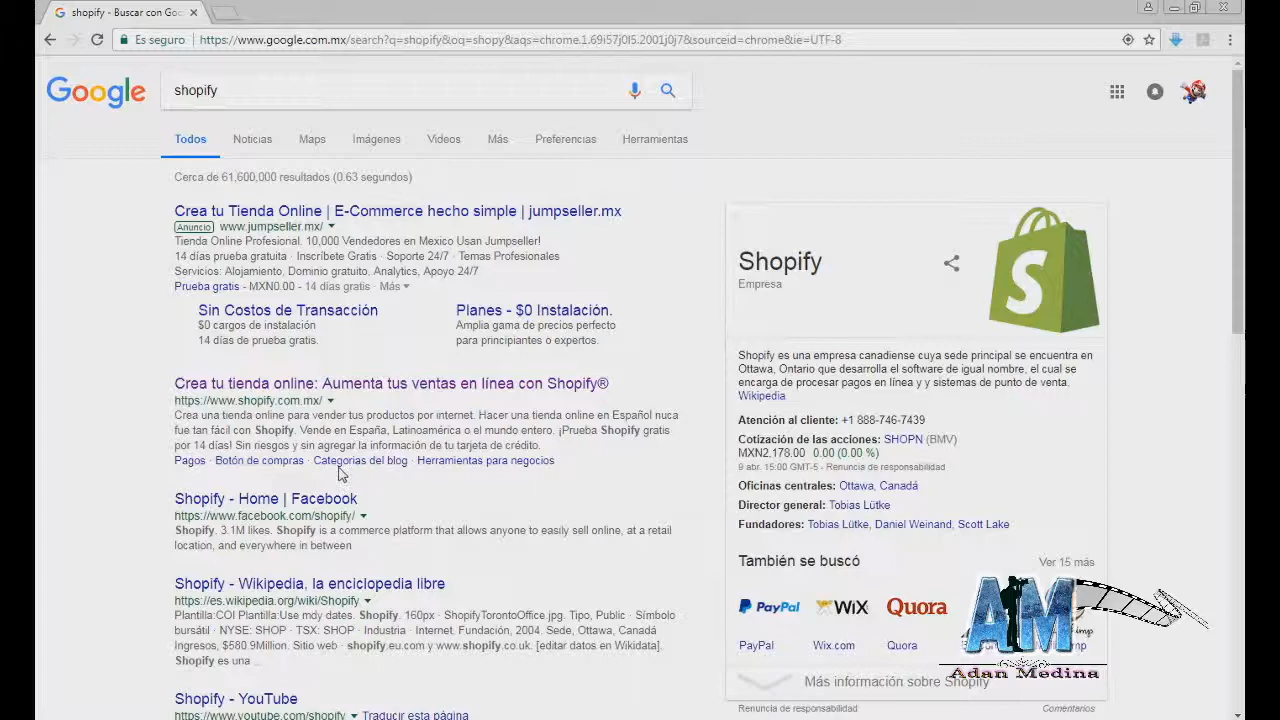 shopify - Buscar con Goo
Es seguro
https://www.google.com.mx/search?q=shopify&oq=shopy&aqs=chrome.1.69i57j0l5.2001j0j7&sourceid=chrome&ie=UTF-8
Google
shopify
Todos Noticias Maps Imágenes Videos Más Preferencias Herramientas
Cerca de 61,600,000 resultados (0.63 segundos)
Crea tu Tienda Online | E-Commerce hecho simple | jumpseller.mx
Anuncio www.jumpseller.mx/
Tienda Online Profesional. 10,000 Vendedores en Mexico Usan Jumpseller!
14 días prueba gratuita · Inscríbete Gratis · Soporte 24/7 · Temas Profesionales
Servicios: Alojamiento, Dominio gratuito, Analytics, Apoyo 24/7
Prueba gratis - MXN0.00 - 14 días gratis · Más
Sin Costos de Transacción
$0 cargos de instalación
14 días de prueba gratis.
Planes - $0 Instalación.
Amplia gama de precios perfecto
para principiantes o expertos.
Crea tu tienda online: Aumenta tus ventas en línea con Shopify®
https://www.shopify.com.mx/
Crea una tienda online para vender tus productos por internet. Hacer una tienda online en Español nuca
fue tan fácil con Shopify. Vende en España, Latinoamérica o el mundo entero. ¡Prueba Shopify gratis
por 14 días! Sin riesgos y sin agregar la información de tu tarjeta de crédito.
Pagos · Botón de compras · Categorias del blog · Herramientas para negocios
Shopify - Home | Facebook
https://www.facebook.com/shopify/
Shopify. 3.1M likes. Shopify is a commerce platform that allows anyone to easily sell online, at a retail
location, and everywhere in between
Shopify - Wikipedia, la enciclopedia libre
https://es.wikipedia.org/wiki/Shopify
Plantilla:COI Plantilla:Use mdy dates. Shopify. 160px · ShopifyTorontoOffice.jpg. Tipo, Public · Símbolo
bursátil · NYSE: SHOP · TSX: SHOP · Industria · Internet. Fundación, 2004. Sede, Ottawa, Canadá
Ingresos, $580.9Million. Sitio web · shopify.eu.com y www.shopify.co.uk. [editar datos en Wikidata].
Shopify es una ...
Shopify - YouTube
https://www.youtube.com/shopify Traducir esta página
Shopify
Empresa
S
Shopify es una empresa canadiense cuya sede principal se encuentra en
Ottawa, Ontario que desarrolla el software de igual nombre, el cual se
encarga de procesar pagos en línea y y sistemas de punto de venta.
Wikipedia
Atención al cliente: +1 888-746-7439
Cotización de las acciones: SHOPN (BMV)
MXN2,178.00 0.00 (0.00 %)
9 abr. 15:00 GMT-5 - Renuncia de responsabilidad
Oficinas centrales: Ottawa, Canadá
Director general: Tobias Lütke
Fundadores: Tobias Lütke, Daniel Weinand, Scott Lake
También se buscó
Ver 15 más
PayPal WiX Quora
PayPal Wix.com Quora
AM
Adan Medina
Más información sobre Shopify
Renuncia de responsabilidad
Comentarios